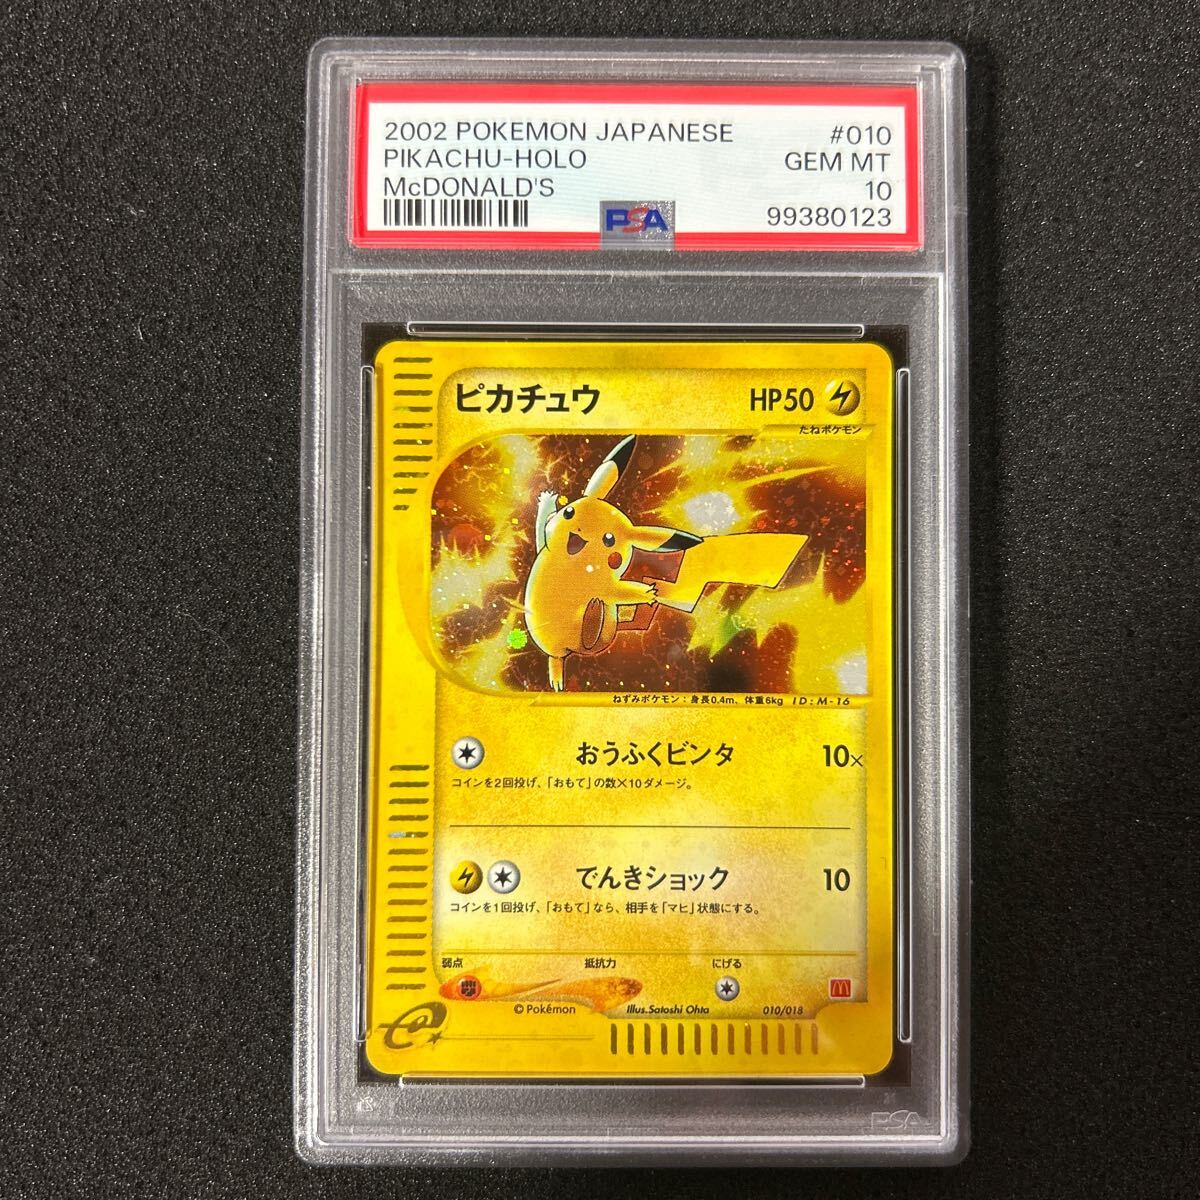 2002 POKEMON JAPANESE #010
PIKACHU-HOLO GEM MT
McDONALD'S 10
PSA 99380123
ピカチュウ HP50
たねポケモン
ねずみポケモン：身長0.4m、体重6kg ID:M-16
おうふくビンタ 10×
コインを2回投げ、「おもて」の数×10ダメージ。
でんきショック 10
コインを1回投げ、「おもて」なら、相手を「マヒ」状態にする。
弱点 抵抗力 にげる
©Pokémon Illus.Satoshi Ohta 010/018
e
PSA